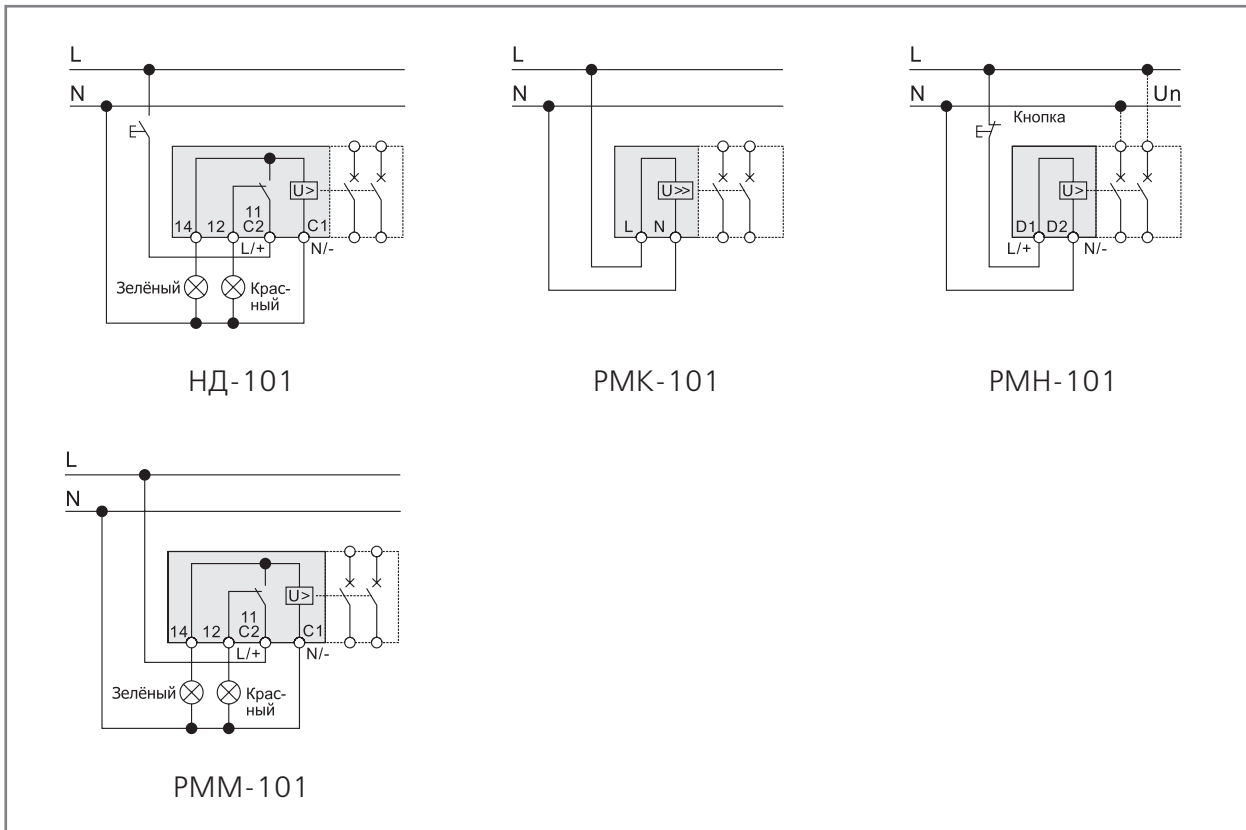 L
N
11
14 12 C2 C1
L/+ N/-
Зелёный
Крас-
ный
НД-101
L
N
U>
U>>
L N
РМК-101
L
N Un
Кнопка
U>
D1 D2
L/+ N/-
РМН-101
L
N
U>
11
14 12 C2 C1
L/+ N/-
Зелёный
Крас-
ный
РММ-101